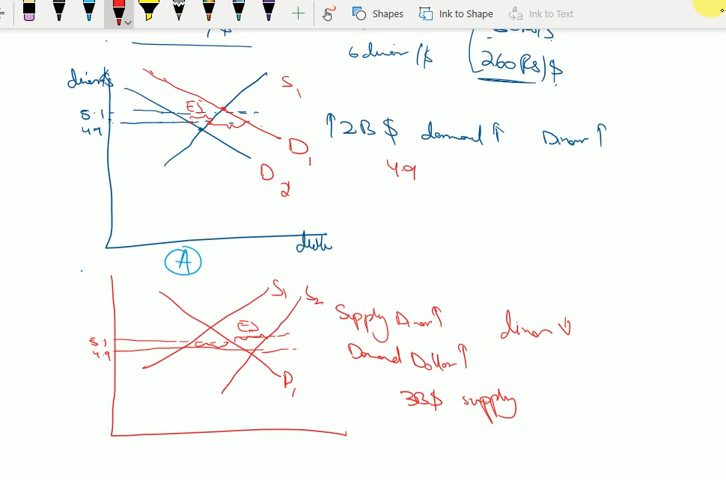 Shapes
Ink to Shape
Ink to Text
6 dinar / $
260 Rs / $
dinar/$
S1
ES
5.1
4.9
↑ 2B $ demand ↑ Dinar ↑
4.9
D1
D2
A
S1
S2
ES
Supply Dinar ↑
dinar ↓
5.1
4.9
Demand Dollar ↑
D1
3B$ supply